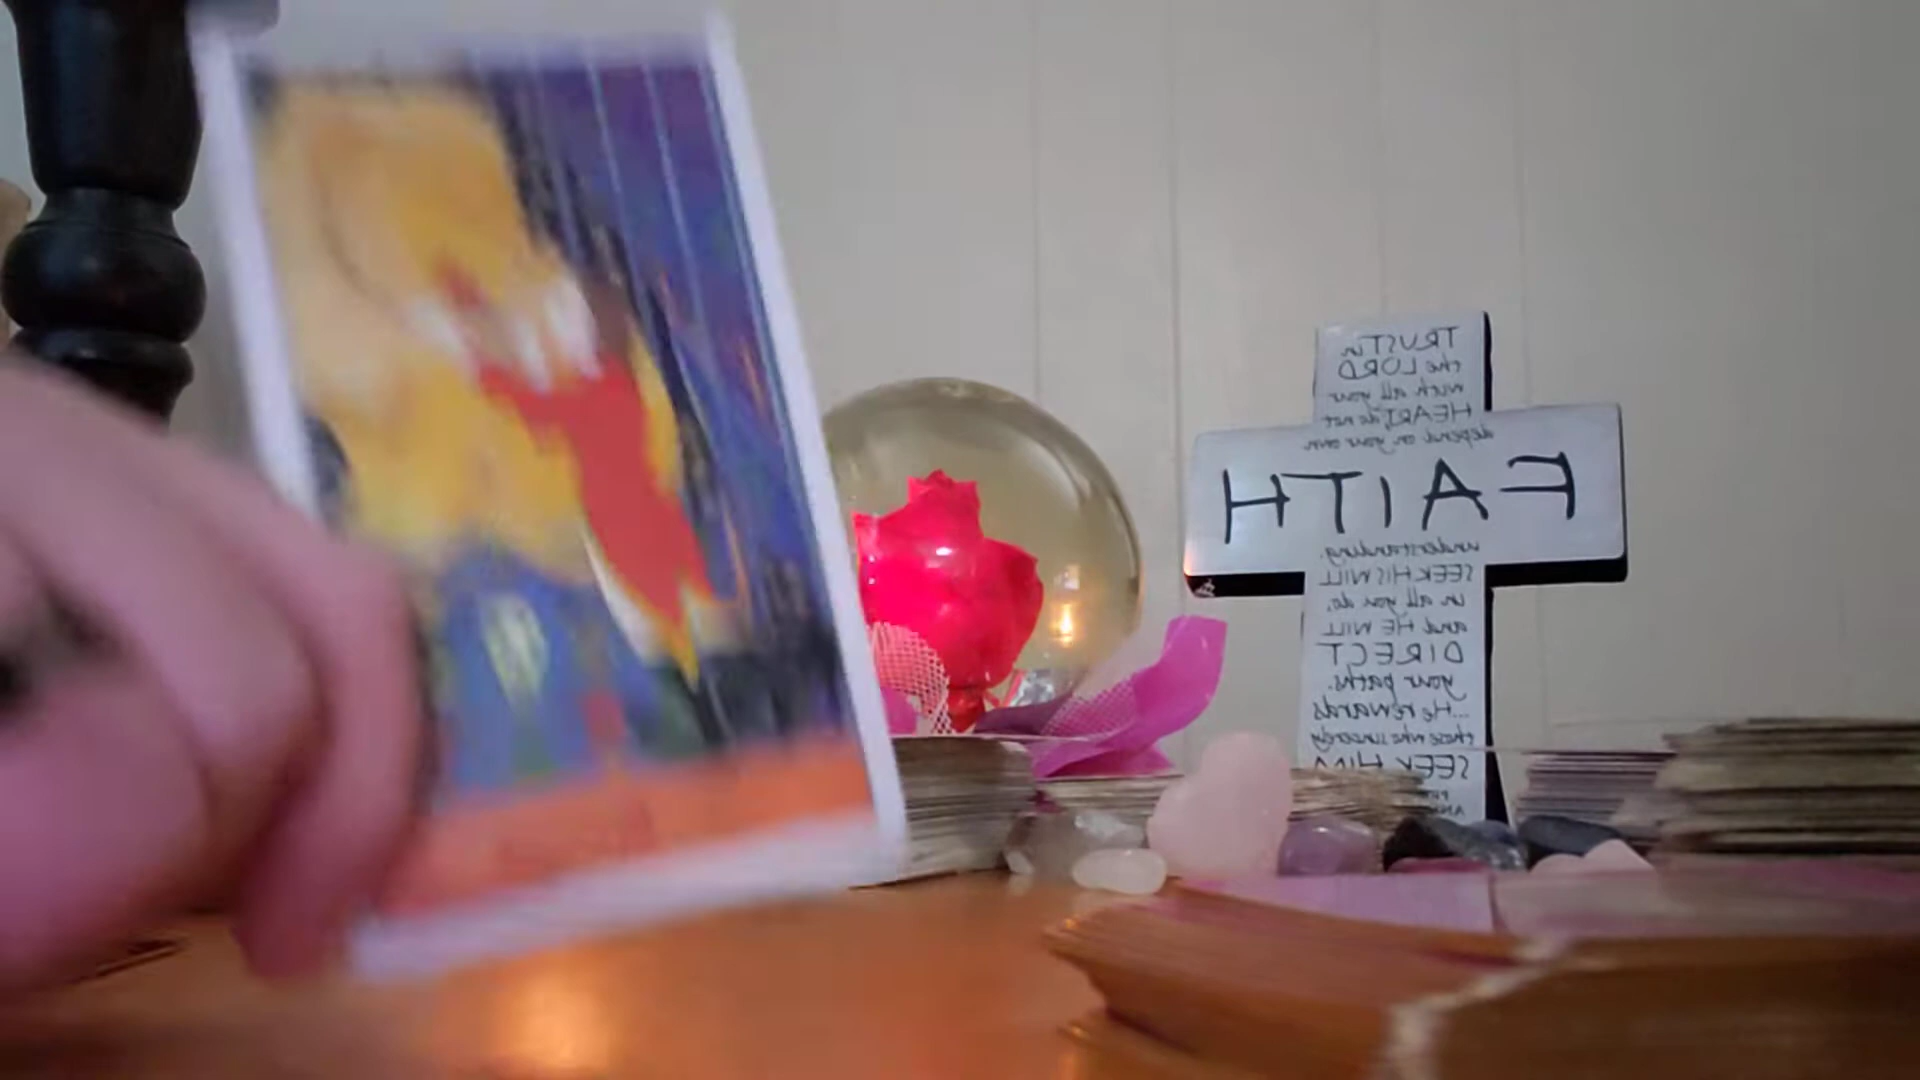 TRUST in
the LORD
with all your
HEART, do not
depend on your own
FAITH
understanding.
SEEK HIS WILL
in all you do,
and HE WILL
DIRECT
your paths.
...He rewards
those who sincerely
SEEK HIM